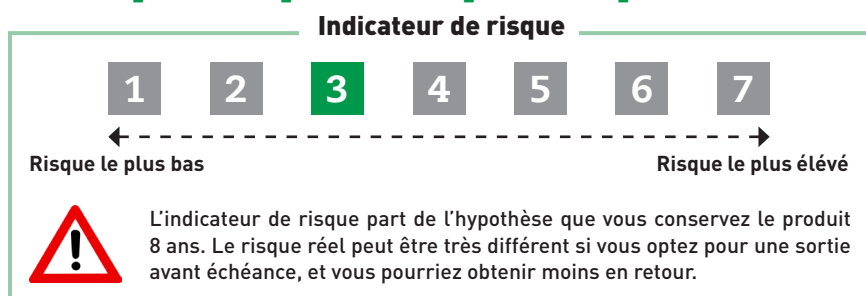 Indicateur de risque
1 2 3 4 5 6 7
Risque le plus bas Risque le plus élévé
L'indicateur de risque part de l'hypothèse que vous conservez le produit
8 ans. Le risque réel peut être très différent si vous optez pour une sortie
avant échéance, et vous pourriez obtenir moins en retour.